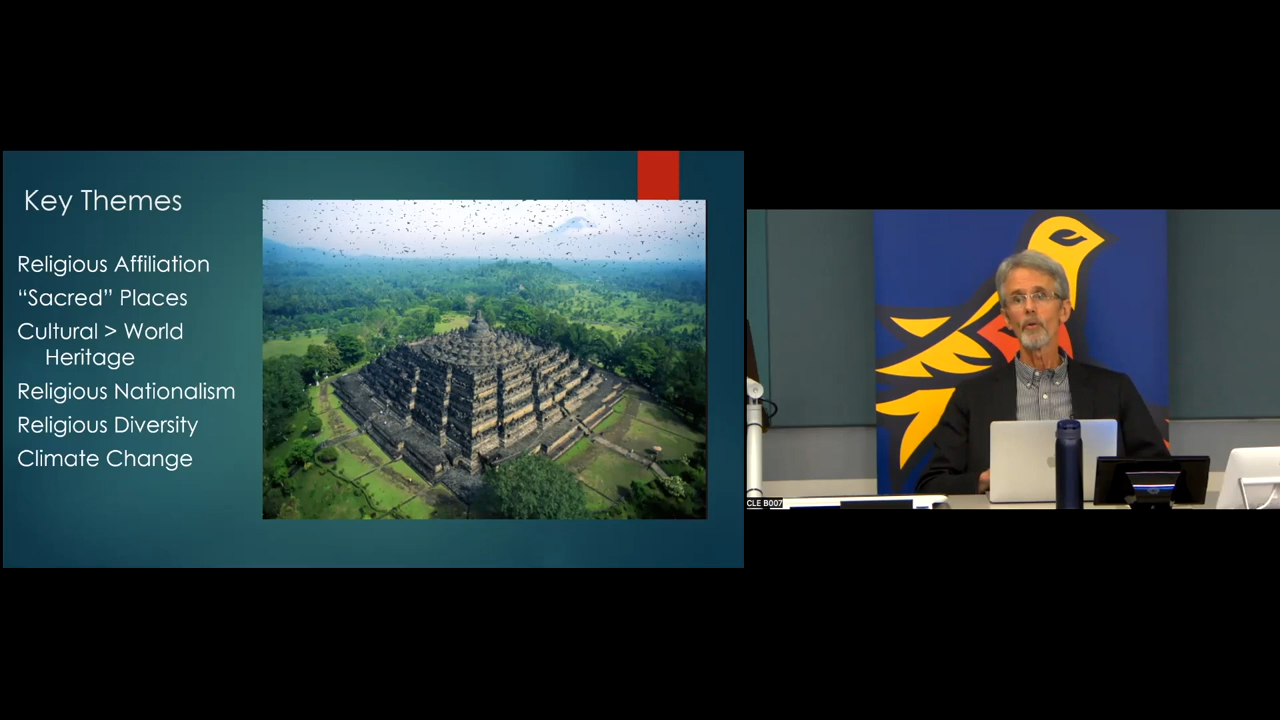 Key Themes
Religious Affiliation
“Sacred” Places
Cultural > World
Heritage
Religious Nationalism
Religious Diversity
Climate Change
CLE B007